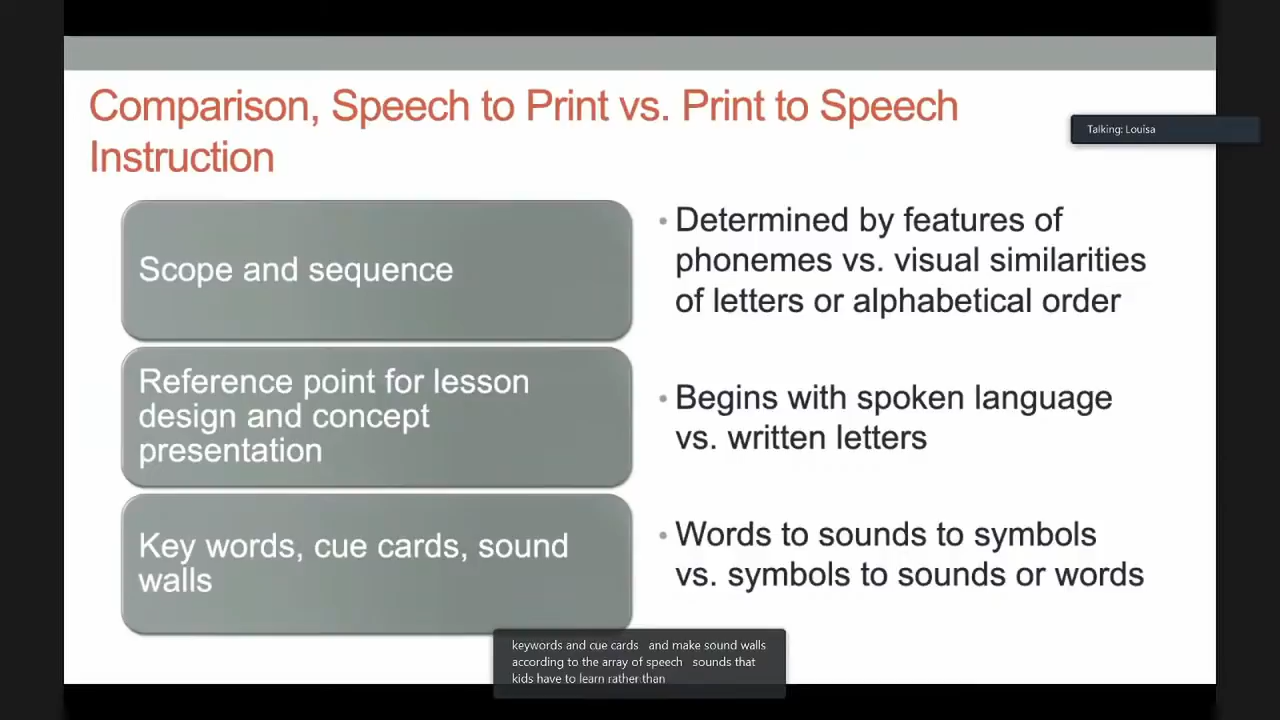 Comparison, Speech to Print vs. Print to Speech
Instruction
Talking: Louisa
Scope and sequence
• Determined by features of
phonemes vs. visual similarities
of letters or alphabetical order
Reference point for lesson
design and concept
presentation
• Begins with spoken language
vs. written letters
Key words, cue cards, sound
walls
• Words to sounds to symbols
vs. symbols to sounds or words
keywords and cue cards and make sound walls
according to the array of speech sounds that
kids have to learn rather than